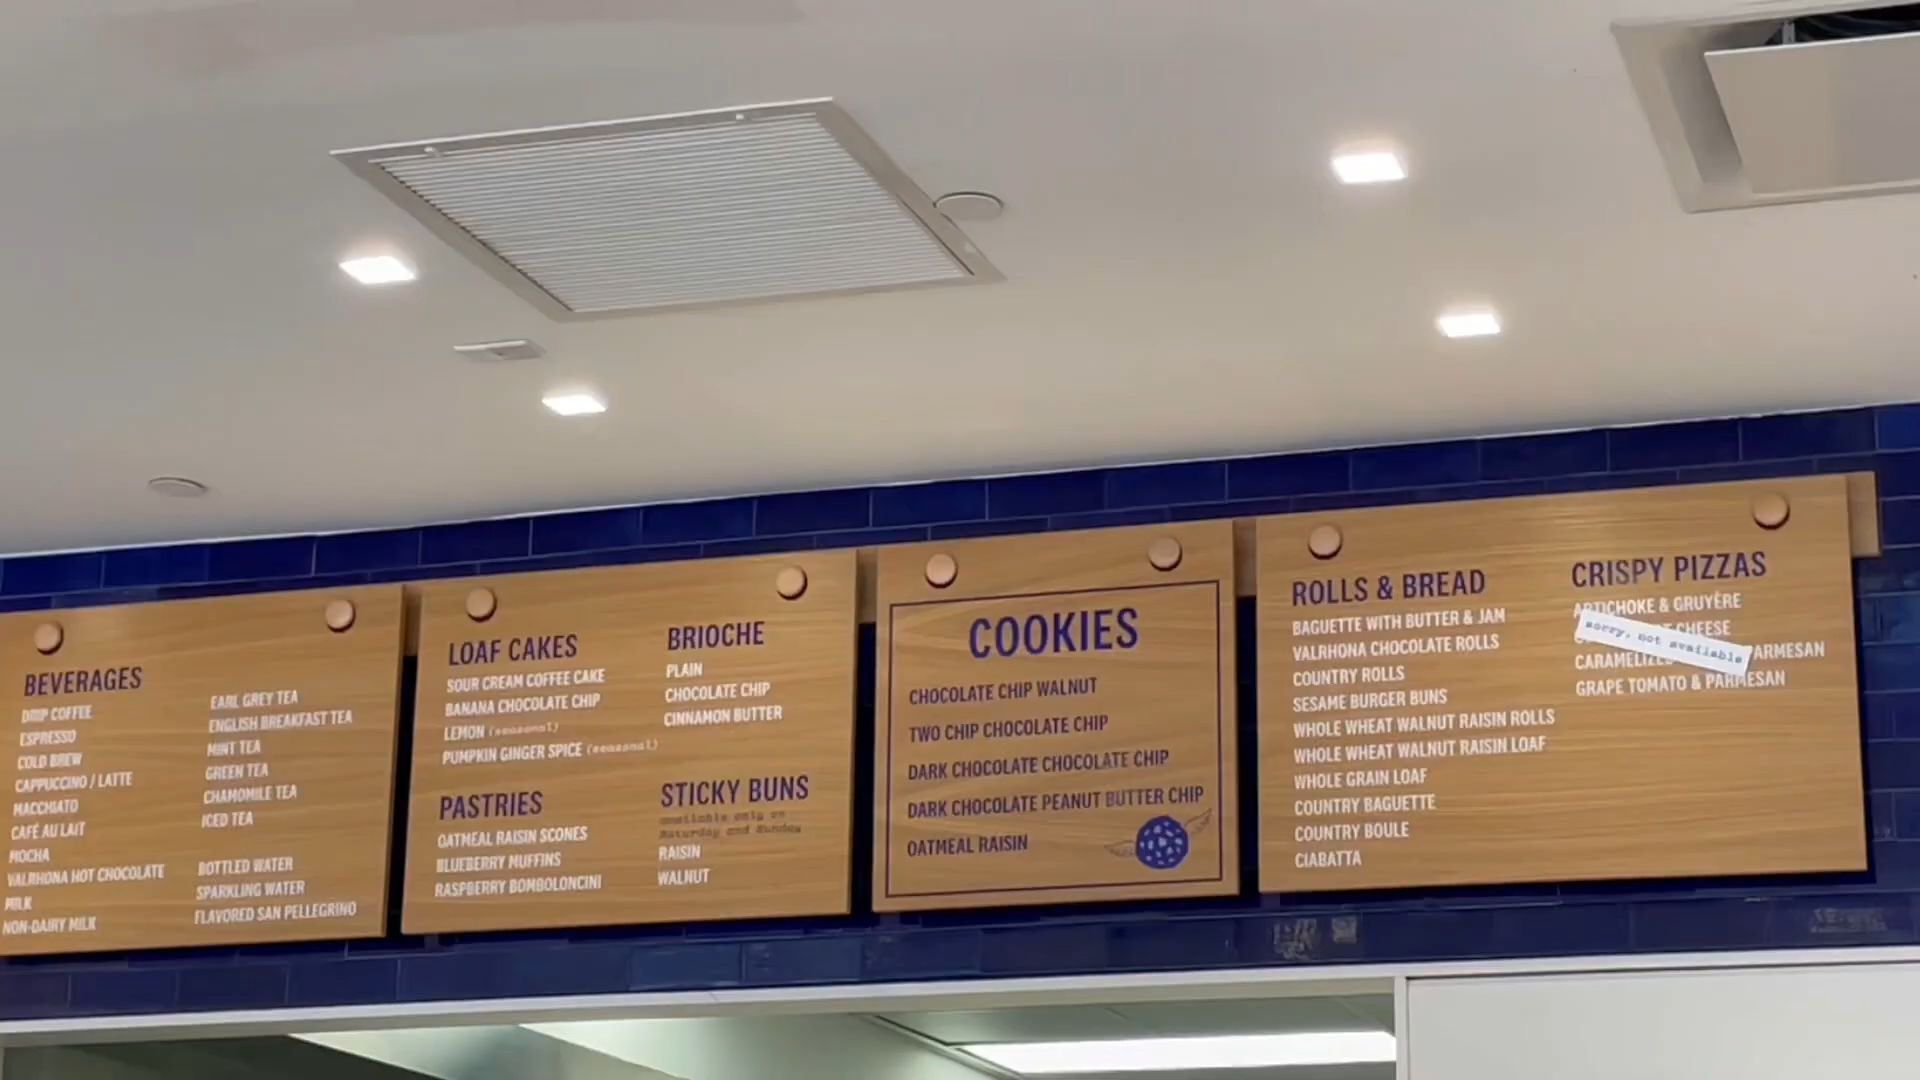 BEVERAGES
DRIP COFFEE
ESPRESSO
COLD BREW
CAPPUCCINO / LATTE
MACCHIATO
CAFÉ AU LAIT
MOCHA
VALRHONA HOT CHOCOLATE
MILK
NON-DAIRY MILK
EARL GREY TEA
ENGLISH BREAKFAST TEA
MINT TEA
GREEN TEA
CHAMOMILE TEA
ICED TEA
BOTTLED WATER
SPARKLING WATER
FLAVORED SAN PELLEGRINO
LOAF CAKES
SOUR CREAM COFFEE CAKE
BANANA CHOCOLATE CHIP
LEMON (seasonal)
PUMPKIN GINGER SPICE (seasonal)
PASTRIES
OATMEAL RAISIN SCONES
BLUEBERRY MUFFINS
RASPBERRY BOMBOLONCINI
BRIOCHE
PLAIN
CHOCOLATE CHIP
CINNAMON BUTTER
STICKY BUNS
available only on
Saturday and Sunday
RAISIN
WALNUT
COOKIES
CHOCOLATE CHIP WALNUT
TWO CHIP CHOCOLATE CHIP
DARK CHOCOLATE CHOCOLATE CHIP
DARK CHOCOLATE PEANUT BUTTER CHIP
OATMEAL RAISIN
ROLLS & BREAD
BAGUETTE WITH BUTTER & JAM
VALRHONA CHOCOLATE ROLLS
COUNTRY ROLLS
SESAME BURGER BUNS
WHOLE WHEAT WALNUT RAISIN ROLLS
WHOLE WHEAT WALNUT RAISIN LOAF
WHOLE GRAIN LOAF
COUNTRY BAGUETTE
COUNTRY BOULE
CIABATTA
CRISPY PIZZAS
ARTICHOKE & GRUYÈRE
sorry, not available
CHEESE
PARMESAN
GRAPE TOMATO & PARMESAN